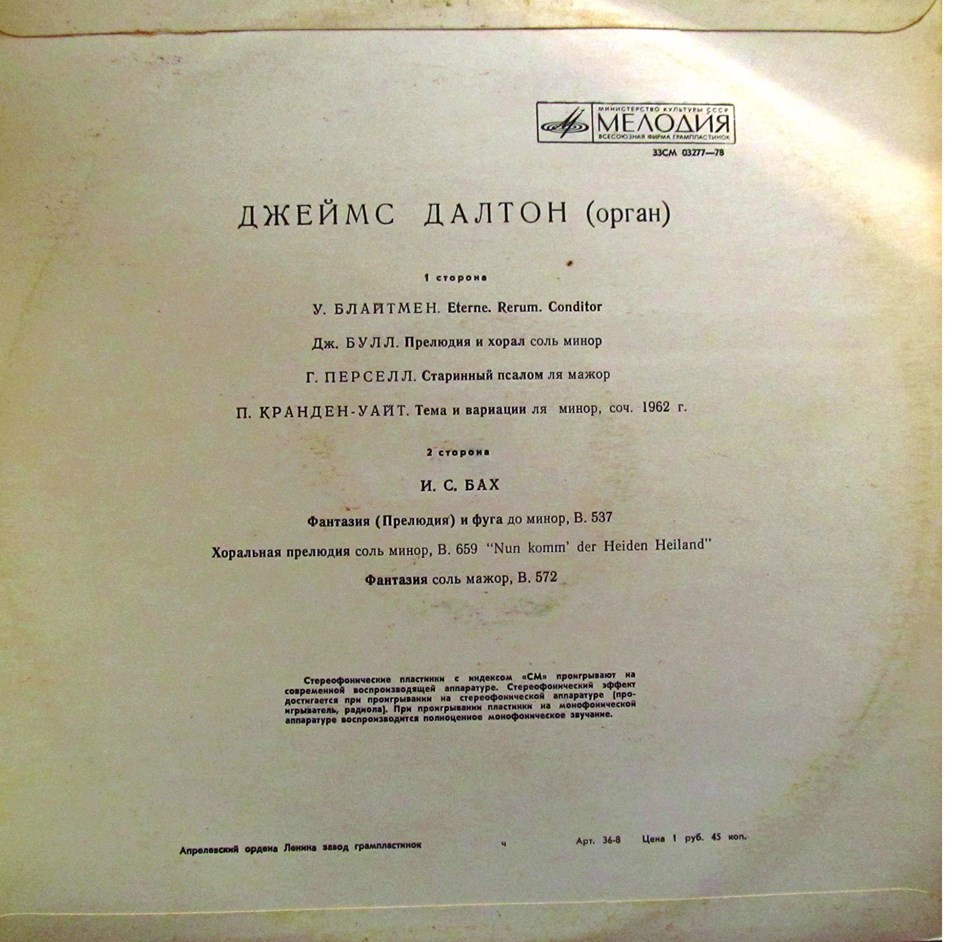 МИНИСТЕРСТВО КУЛЬТУРЫ СССР
МЕЛОДИЯ
ВСЕСОЮЗНАЯ ФИРМА ГРАМПЛАСТИНОК
33СМ 03277—78
ДЖЕЙМС ДАЛТОН (орган)
1 сторона
У. БЛАЙТМЕН. Eterne. Rerum. Conditor
Дж. БУЛЛ. Прелюдия и хорал соль минор
Г. ПЕРСЕЛЛ. Старинный псалом ля мажор
П. КРАНДЕН-УАЙТ. Тема и вариации ля минор, соч. 1962 г.
2 сторона
И. С. БАХ
Фантазия (Прелюдия) и фуга до минор, В. 537
Хоральная прелюдия соль минор, В. 659 "Nun komm' der Heiden Heiland"
Фантазия соль мажор, В. 572
Стереофонические пластинки с индексом «СМ» проигрывают на
современной воспроизводящей аппаратуре. Стереофонический эффект
достигается при проигрывании на стереофонической аппаратуре (про-
игрыватель, радиола). При проигрывании пластинки на монофонической
аппаратуре воспроизводится полноценное монофоническое звучание.
Апрелевский ордена Ленина завод грампластинок ч Арт. 36-8 Цена 1 руб. 45 коп.